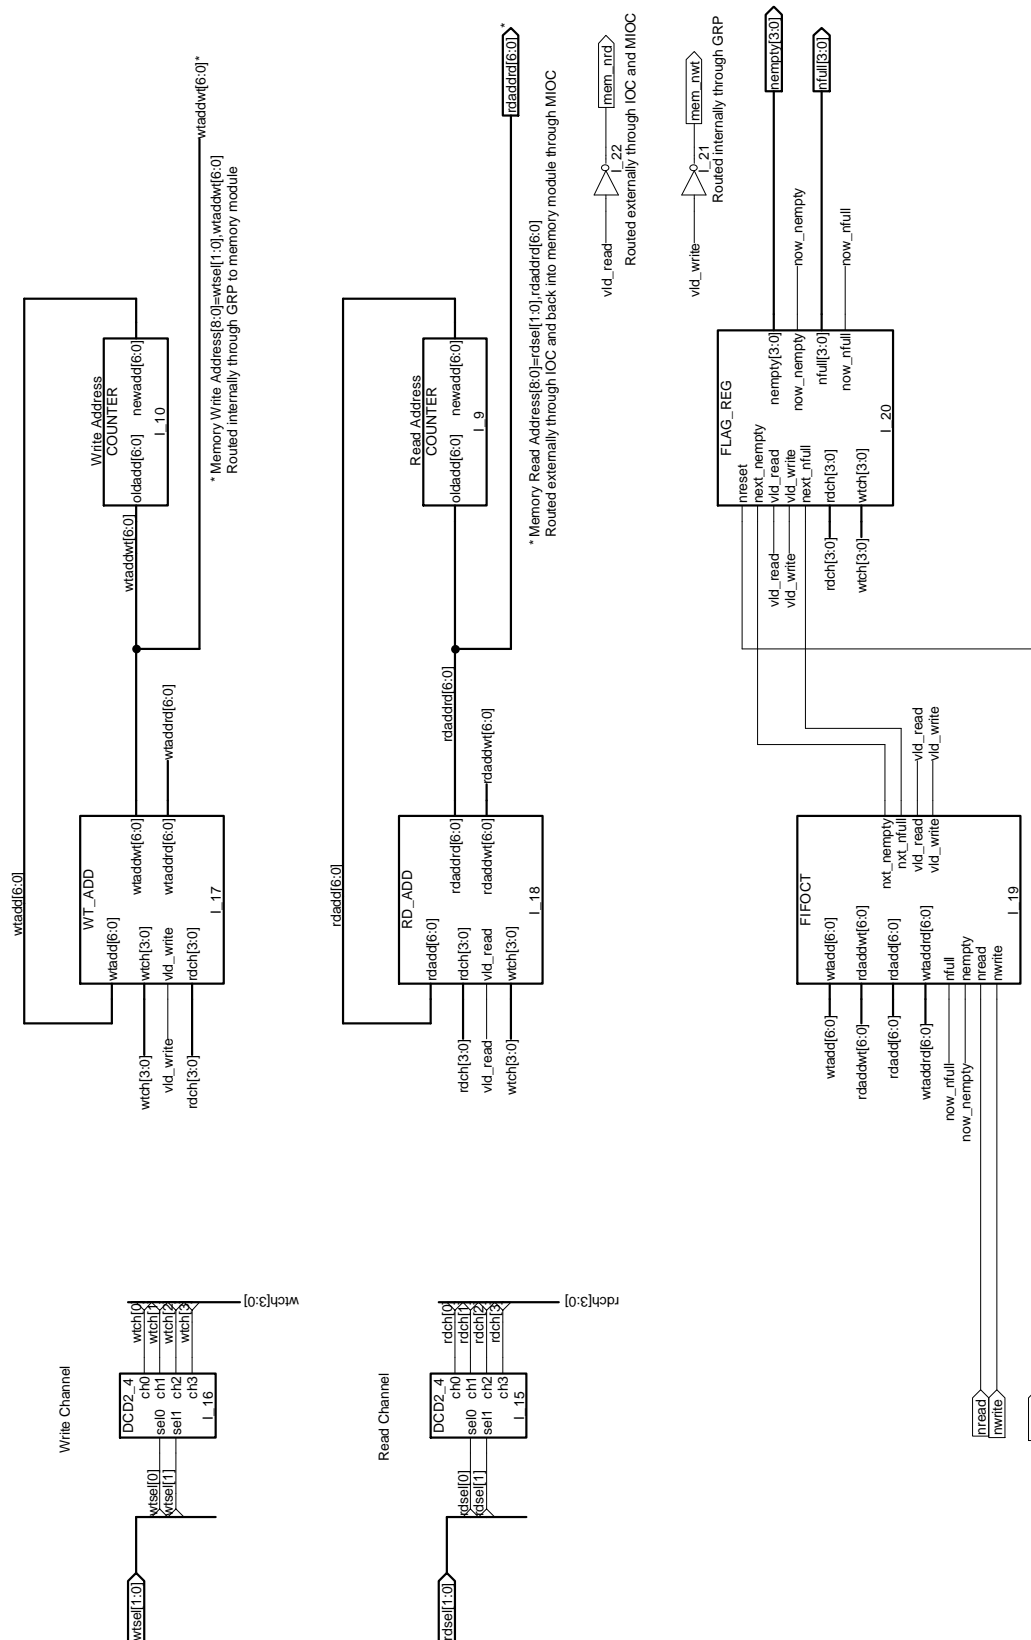 Write Channel
wtsel[1:0]
wtsel[0]
wtsel[1]
DCD2_4
sel0 ch0
sel1 ch1
ch2
ch3
I_16
wtch[0]
wtch[1]
wtch[2]
wtch[3]
wtch[3:0]
wtadd[6:0]
WT_ADD
wtadd[6:0]
wtch[3:0] wtch[3:0] wtaddwt[6:0]
vld_write vld_write
rdch[3:0] rdch[3:0] wtaddrd[6:0] wtaddrd[6:0]
I_17
wtaddwt[6:0]
Write Address
COUNTER
oldadd[6:0] newadd[6:0]
I_10
wtaddwt[6:0]*
* Memory Write Address[8:0]=wtsel[1:0],wtaddwt[6:0]
Routed internally through GRP to memory module
Read Channel
rdsel[1:0]
rdsel[0]
rdsel[1]
DCD2_4
sel0 ch0
sel1 ch1
ch2
ch3
I_15
rdch[0]
rdch[1]
rdch[2]
rdch[3]
rdch[3:0]
rdadd[6:0]
RD_ADD
rdadd[6:0]
rdch[3:0] rdch[3:0] rdaddrd[6:0]
vld_read vld_read rdaddwt[6:0] rdaddwt[6:0]
wtch[3:0] wtch[3:0]
I_18
rdaddrd[6:0]
Read Address
COUNTER
oldadd[6:0] newadd[6:0]
I_9
rdaddrd[6:0] *
* Memory Read Address[8:0]=rdsel[1:0],rdaddrd[6:0]
Routed externally through IOC and back into memory module through MIOC
vld_read mem_nrd
I_22
Routed externally through IOC and MIOC
vld_write mem_nwt
I_21
Routed internally through GRP
FLAG_REG
nreset
next_nempty nempty[3:0] nempty[3:0]
vld_read vld_read now_nempty now_nempty
vld_write vld_write
next_nfull nfull[3:0] nfull[3:0]
rdch[3:0] rdch[3:0] now_nfull now_nfull
wtch[3:0] wtch[3:0]
I_20
FIFOCT
wtadd[6:0] wtadd[6:0]
rdaddwt[6:0] rdaddwt[6:0]
rdadd[6:0] rdadd[6:0] nxt_nempty
wtaddrd[6:0] wtaddrd[6:0] nxt_nfull
now_nfull nfull vld_read vld_read
now_nempty nempty vld_write vld_write
nread nread
nwrite nwrite
I_19